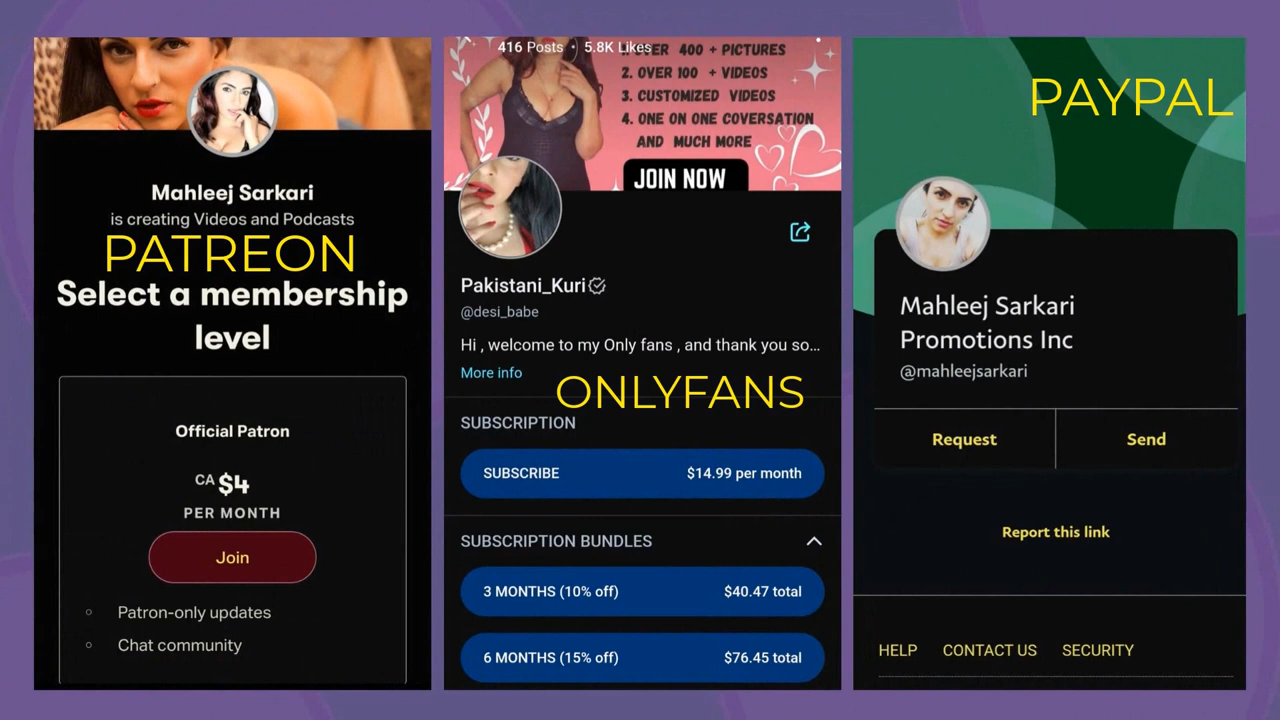 Mahleej Sarkari
is creating Videos and Podcasts
PATREON
Select a membership
level
Official Patron
CA $4
PER MONTH
Join
Patron-only updates
Chat community
416 Posts • 5.8K Likes
1. OVER 400 + PICTURES
2. OVER 100 + VIDEOS
3. CUSTOMIZED VIDEOS
4. ONE ON ONE COVERSATION
AND MUCH MORE
JOIN NOW
Pakistani_Kuri
@desi_babe
Hi , welcome to my Only fans , and thank you so...
More info
ONLYFANS
SUBSCRIPTION
SUBSCRIBE $14.99 per month
SUBSCRIPTION BUNDLES
3 MONTHS (10% off) $40.47 total
6 MONTHS (15% off) $76.45 total
PAYPAL
Mahleej Sarkari
Promotions Inc
@mahleejsarkari
Request Send
Report this link
HELP CONTACT US SECURITY